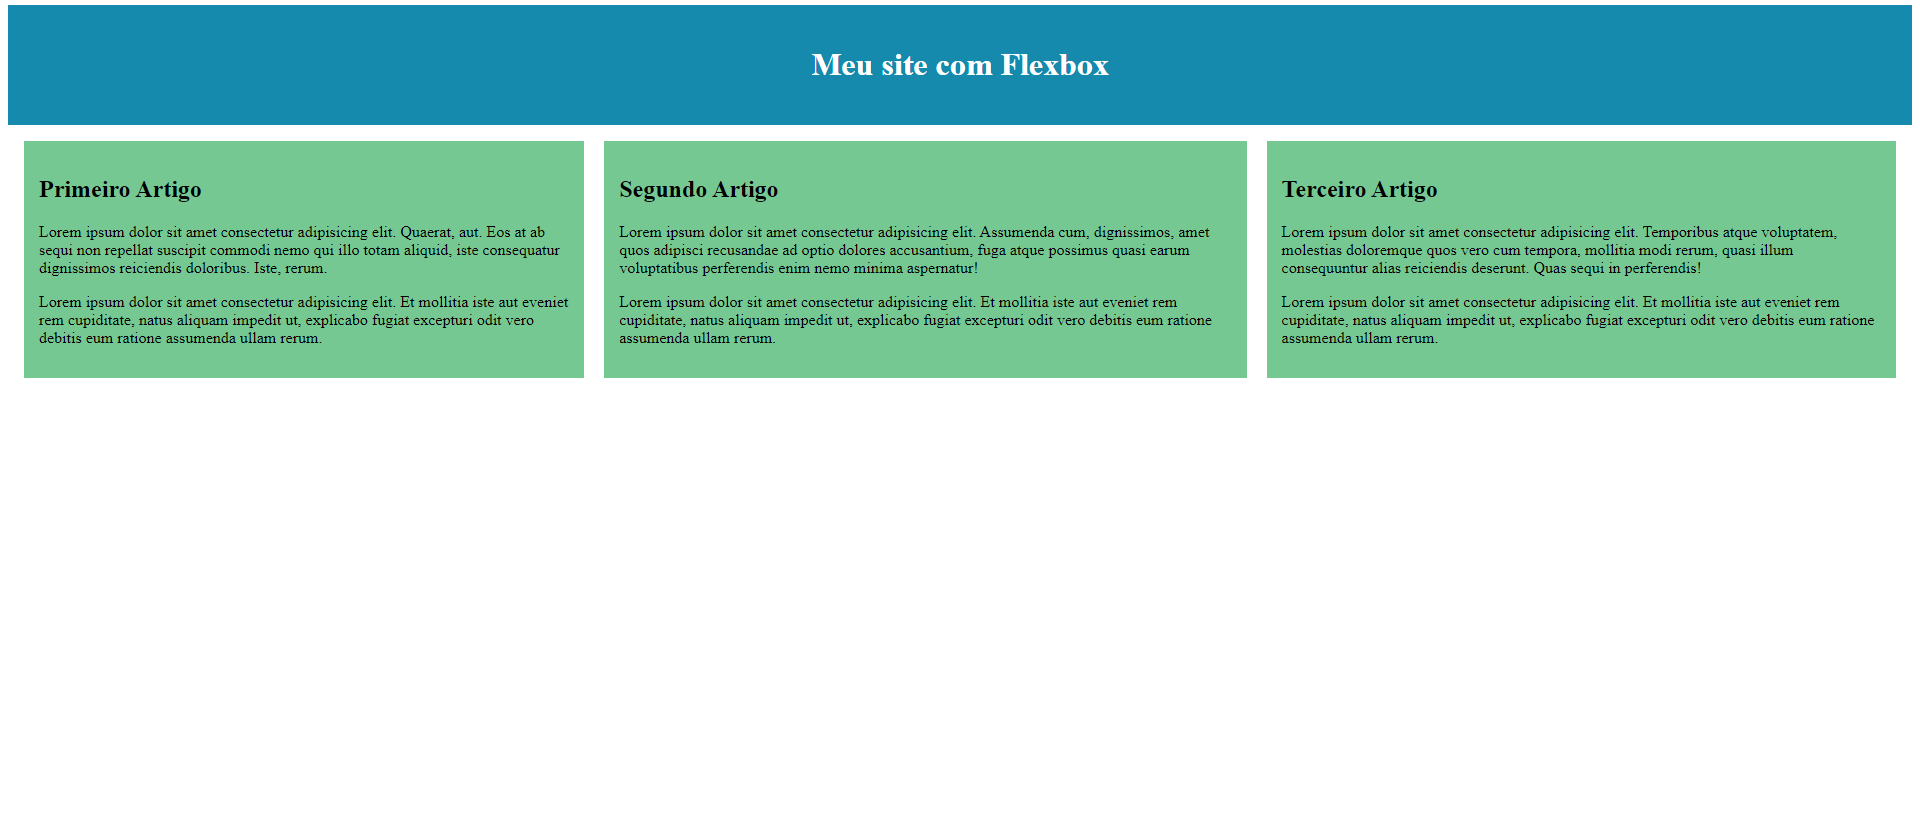 Meu site com Flexbox
Primeiro Artigo
Lorem ipsum dolor sit amet consectetur adipisicing elit. Quaerat, aut. Eos at ab
sequi non repellat suscipit commodi nemo qui illo totam aliquid, iste consequatur
dignissimos reiciendis doloribus. Iste, rerum.
Lorem ipsum dolor sit amet consectetur adipisicing elit. Et mollitia iste aut eveniet
rem cupiditate, natus aliquam impedit ut, explicabo fugiat excepturi odit vero
debitis eum ratione assumenda ullam rerum.
Segundo Artigo
Lorem ipsum dolor sit amet consectetur adipisicing elit. Assumenda cum, dignissimos, amet
quos adipisci recusandae ad optio dolores accusantium, fuga atque possimus quasi earum
voluptatibus perferendis enim nemo minima aspernatur!
Lorem ipsum dolor sit amet consectetur adipisicing elit. Et mollitia iste aut eveniet rem
cupiditate, natus aliquam impedit ut, explicabo fugiat excepturi odit vero debitis eum ratione
assumenda ullam rerum.
Terceiro Artigo
Lorem ipsum dolor sit amet consectetur adipisicing elit. Temporibus atque voluptatem,
molestias doloremque quos vero cum tempora, mollitia modi rerum, quasi illum
consequuntur alias reiciendis deserunt. Quas sequi in perferendis!
Lorem ipsum dolor sit amet consectetur adipisicing elit. Et mollitia iste aut eveniet rem
cupiditate, natus aliquam impedit ut, explicabo fugiat excepturi odit vero debitis eum ratione
assumenda ullam rerum.